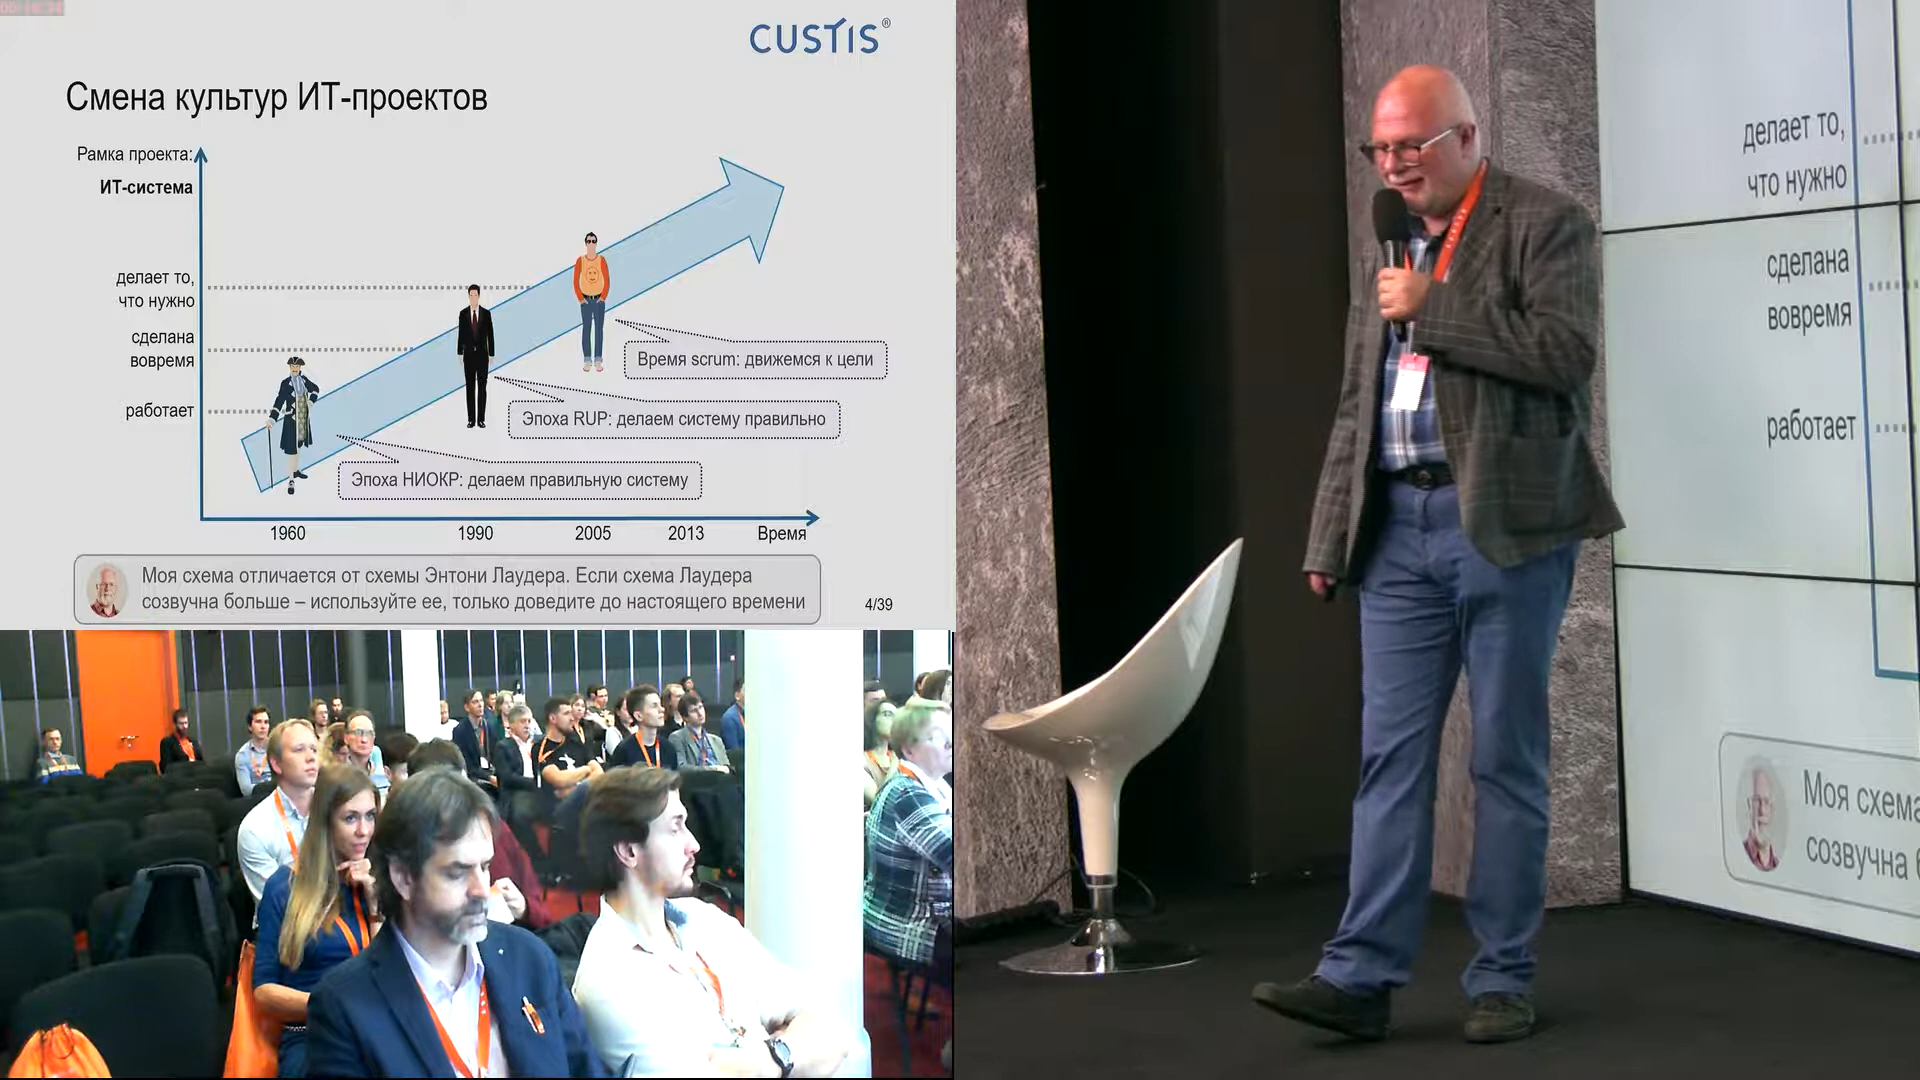 CUSTIS®
Смена культур ИТ-проектов
Рамка проекта:
ИТ-система
делает то,
что нужно
сделана
вовремя
работает
Время scrum: движемся к цели
Эпоха RUP: делаем систему правильно
Эпоха НИОКР: делаем правильную систему
1960
1990
2005
2013
Время
Моя схема отличается от схемы Энтони Лаудера. Если схема Лаудера
созвучна больше – используйте ее, только доведите до настоящего времени
4/39
делает то,
что нужно
сделана
вовремя
работает
Моя схема
созвучна